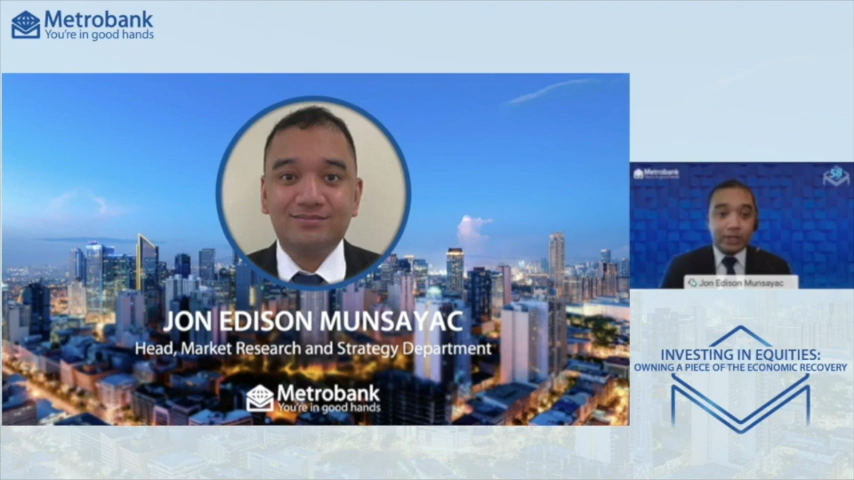 Metrobank
You're in good hands
JON EDISON MUNSAYAC
Head, Market Research and Strategy Department
Metrobank
You're in good hands
Metrobank
Jon Edison Munsayac
INVESTING IN EQUITIES:
OWNING A PIECE OF THE ECONOMIC RECOVERY